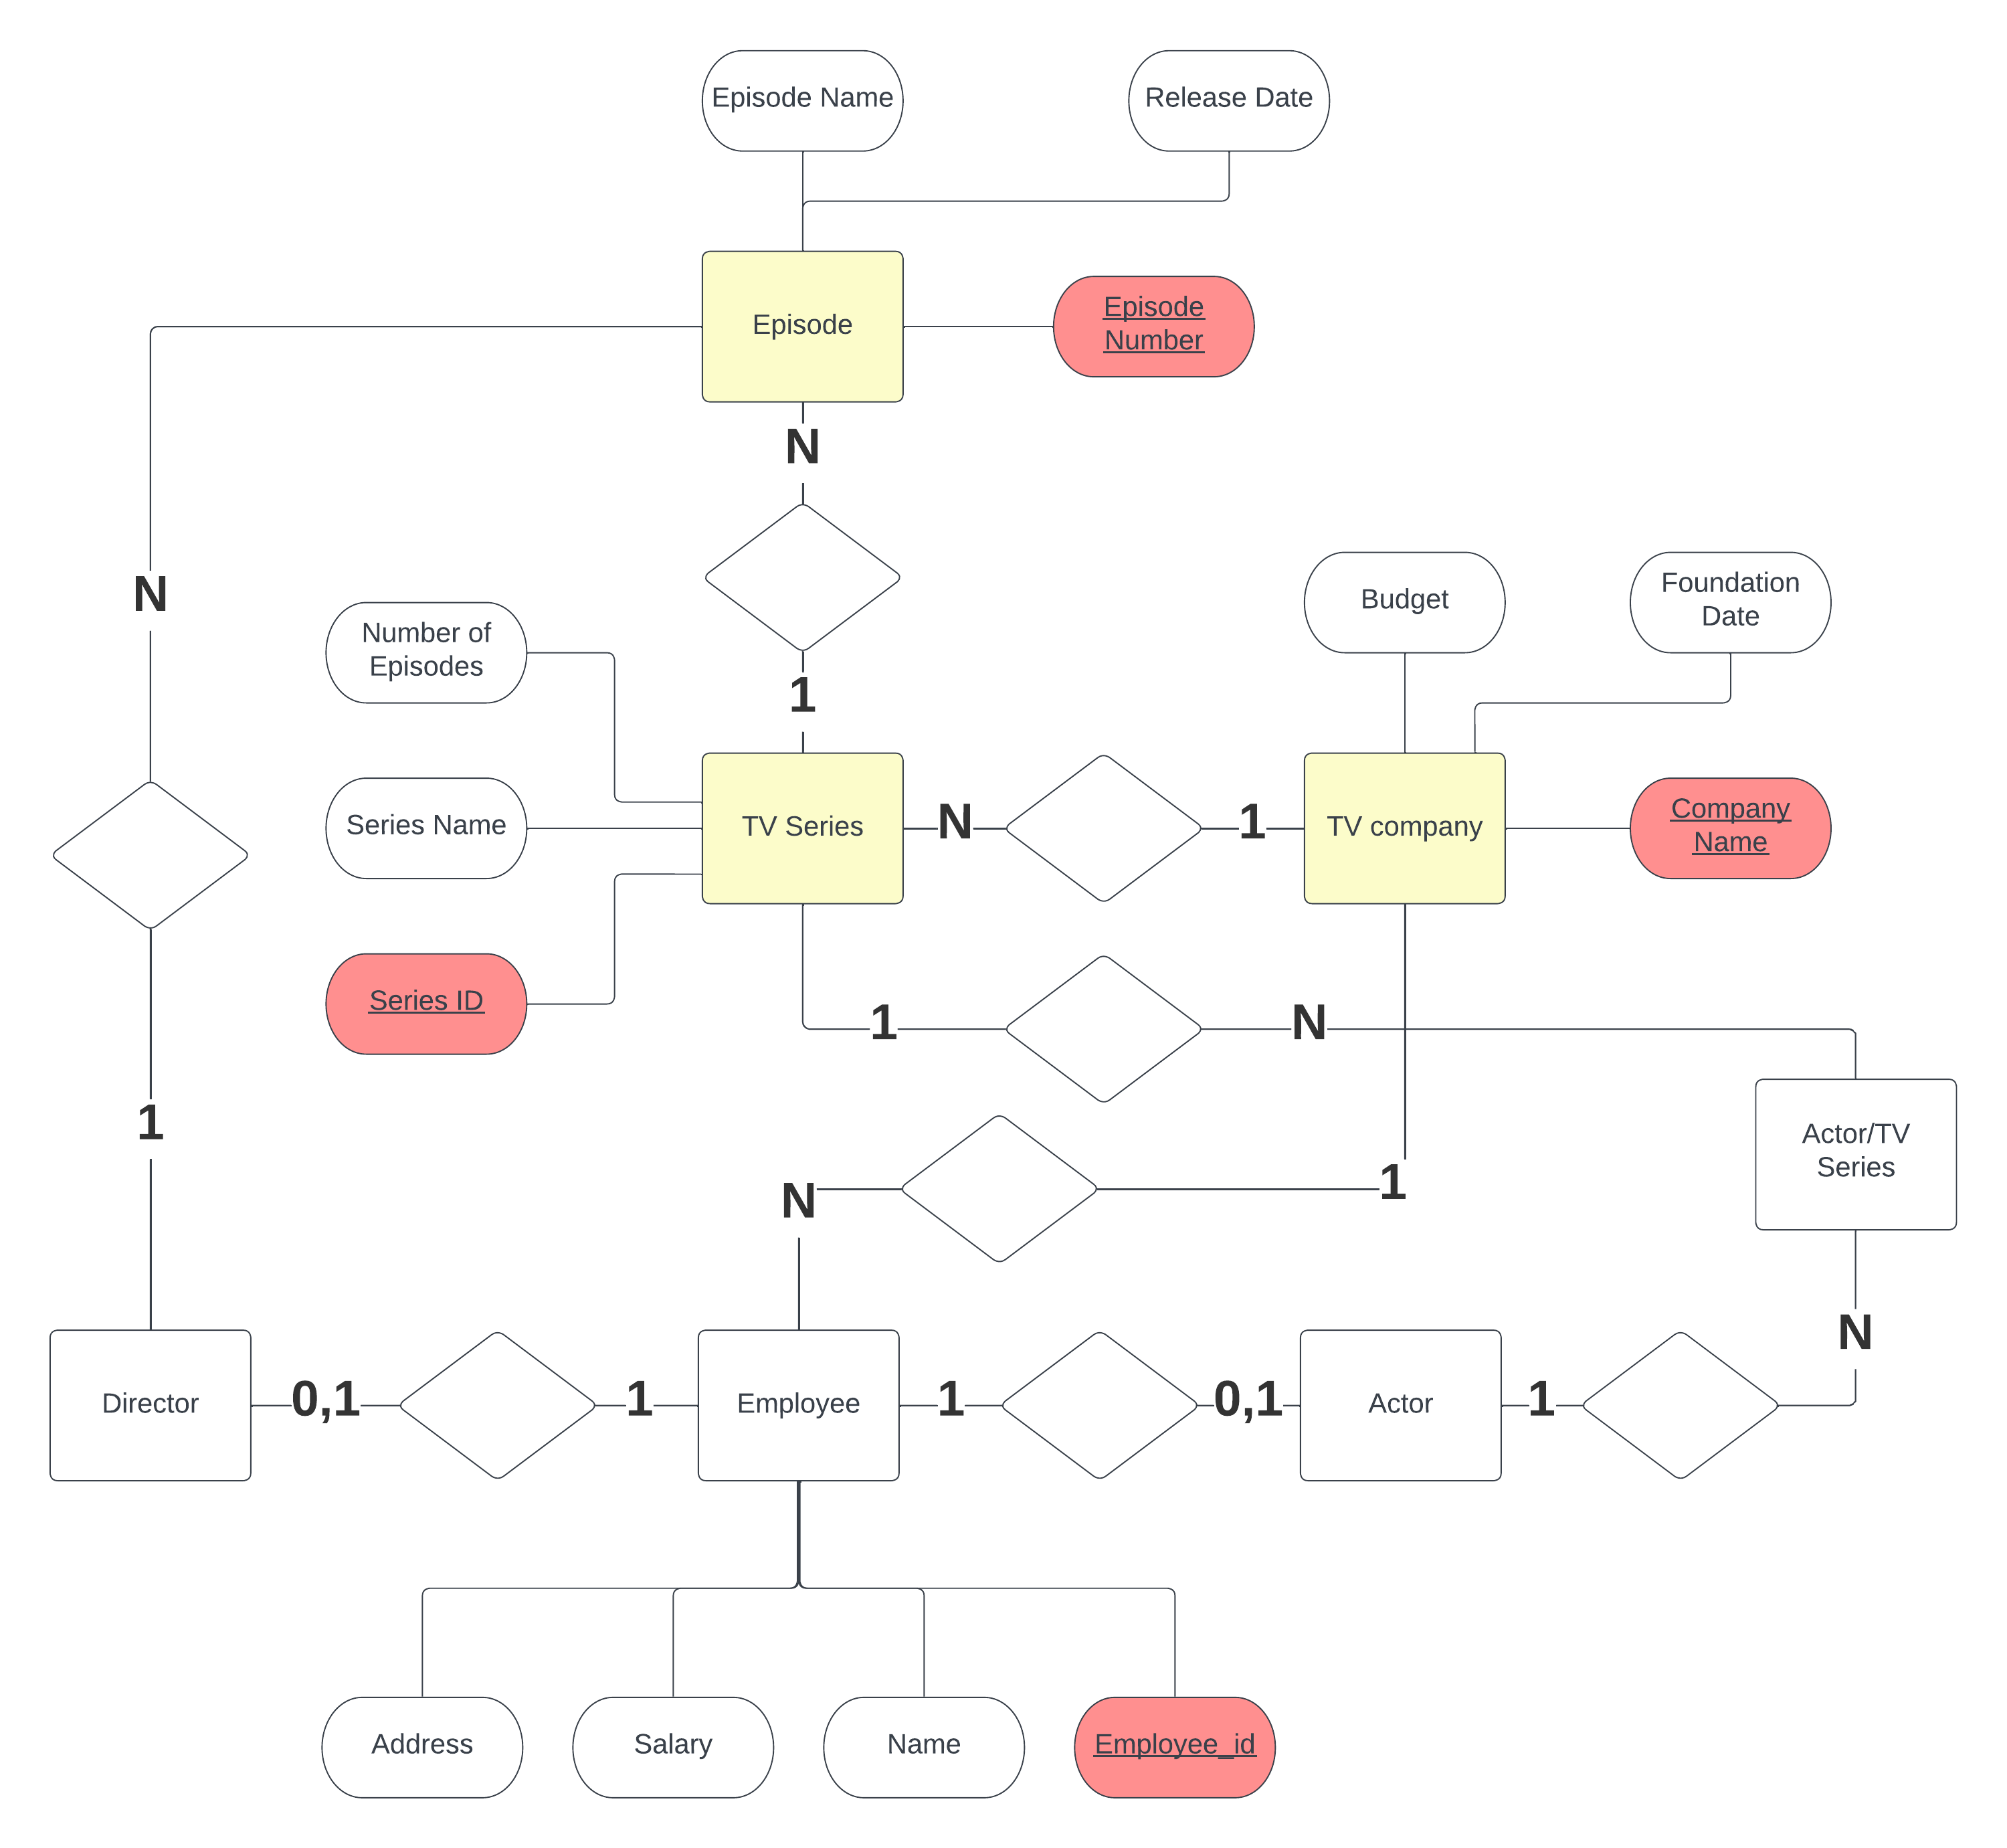 Episode Name
Release Date
Episode
Episode
Number
N
N
Number of
Episodes
1
Budget
Foundation
Date
Series Name
TV Series
N
1
TV company
Company
Name
Series ID
1
N
1
Actor/TV
Series
N
1
N
Director
0,1
1
Employee
1
0,1
Actor
1
Address
Salary
Name
Employee_id